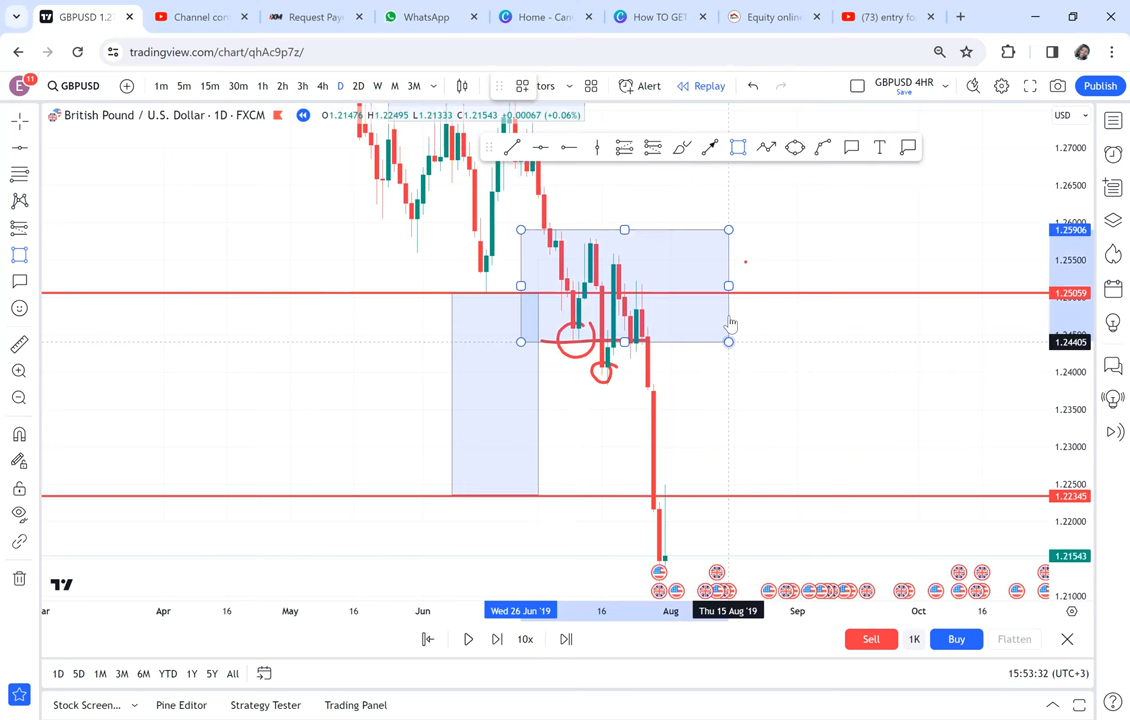 GBPUSD 1.2
Channel con
Request Pay
WhatsApp
Home - Can
How TO GET
Equity online
(73) entry fo
tradingview.com/chart/qhAc9p7z/
E 11 GBPUSD 1m 5m 15m 30m 1h 2h 3h 4h D 2D W M 3M tors Alert Replay GBPUSD 4HR Save Publish
British Pound / U.S. Dollar · 1D · FXCM O1.21476 H1.22495 L1.21333 C1.21543 +0.00067 (+0.06%) USD
T
1.27000
1.26500
1.26000
1.25906
1.25500
1.25059
1.24405
1.24000
1.23500
1.23000
1.22500
1.22345
1.22000
1.21543
1.21000
ar Apr 16 May 16 Jun Wed 26 Jun '19 16 Aug Thu 15 Aug '19 Sep Oct 16
10x Sell 1K Buy Flatten
1D 5D 1M 3M 6M YTD 1Y 5Y All 15:53:32 (UTC+3)
Stock Screen... Pine Editor Strategy Tester Trading Panel